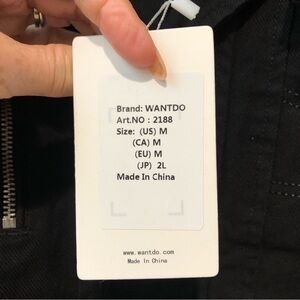 Brand: WANTDO
Art.NO : 2188
Size: (US) M
(CA) M
(EU) M
(JP) 2L
Made In China
www.wantdo.com
Made In China